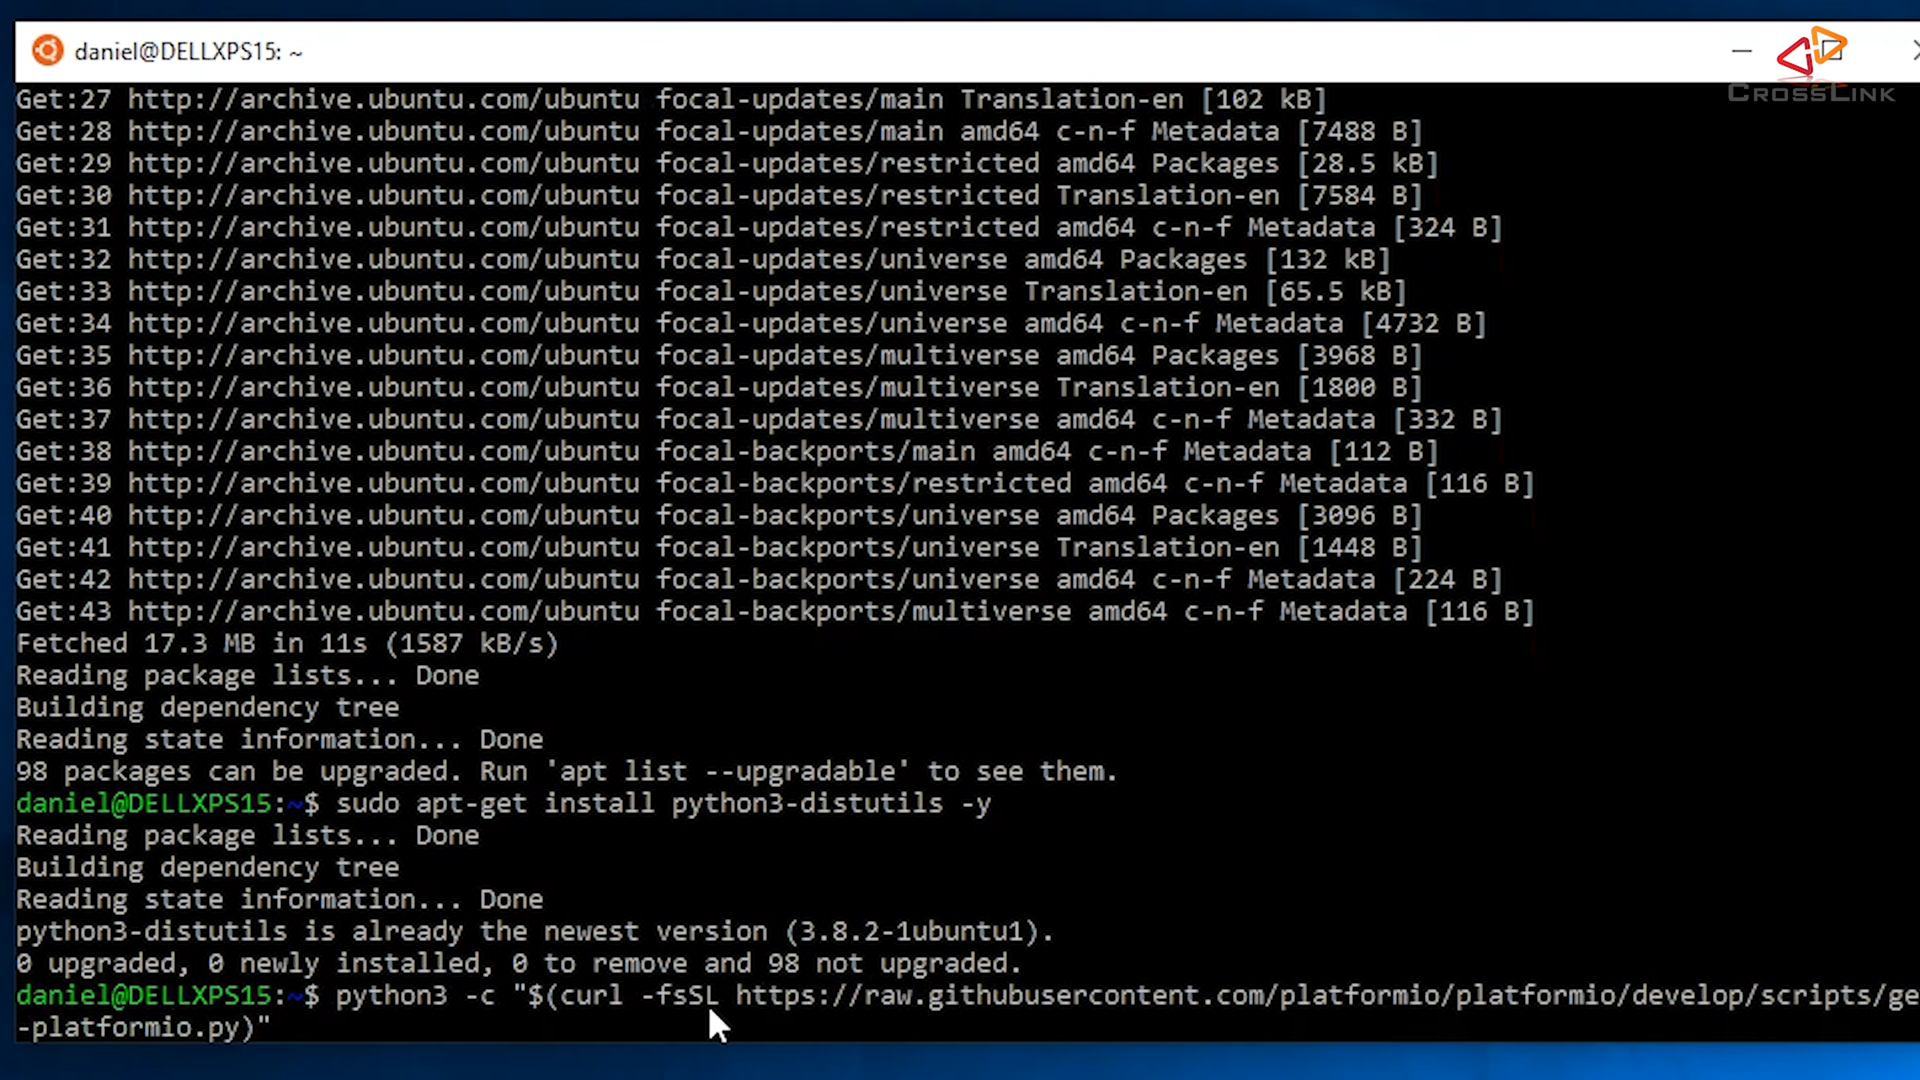 daniel@DELLXPS15: ~
CROSSLINK
Get:27 http://archive.ubuntu.com/ubuntu focal-updates/main Translation-en [102 kB]
Get:28 http://archive.ubuntu.com/ubuntu focal-updates/main amd64 c-n-f Metadata [7488 B]
Get:29 http://archive.ubuntu.com/ubuntu focal-updates/restricted amd64 Packages [28.5 kB]
Get:30 http://archive.ubuntu.com/ubuntu focal-updates/restricted Translation-en [7584 B]
Get:31 http://archive.ubuntu.com/ubuntu focal-updates/restricted amd64 c-n-f Metadata [324 B]
Get:32 http://archive.ubuntu.com/ubuntu focal-updates/universe amd64 Packages [132 kB]
Get:33 http://archive.ubuntu.com/ubuntu focal-updates/universe Translation-en [65.5 kB]
Get:34 http://archive.ubuntu.com/ubuntu focal-updates/universe amd64 c-n-f Metadata [4732 B]
Get:35 http://archive.ubuntu.com/ubuntu focal-updates/multiverse amd64 Packages [3968 B]
Get:36 http://archive.ubuntu.com/ubuntu focal-updates/multiverse Translation-en [1800 B]
Get:37 http://archive.ubuntu.com/ubuntu focal-updates/multiverse amd64 c-n-f Metadata [332 B]
Get:38 http://archive.ubuntu.com/ubuntu focal-backports/main amd64 c-n-f Metadata [112 B]
Get:39 http://archive.ubuntu.com/ubuntu focal-backports/restricted amd64 c-n-f Metadata [116 B]
Get:40 http://archive.ubuntu.com/ubuntu focal-backports/universe amd64 Packages [3096 B]
Get:41 http://archive.ubuntu.com/ubuntu focal-backports/universe Translation-en [1448 B]
Get:42 http://archive.ubuntu.com/ubuntu focal-backports/universe amd64 c-n-f Metadata [224 B]
Get:43 http://archive.ubuntu.com/ubuntu focal-backports/multiverse amd64 c-n-f Metadata [116 B]
Fetched 17.3 MB in 11s (1587 kB/s)
Reading package lists... Done
Building dependency tree
Reading state information... Done
98 packages can be upgraded. Run 'apt list --upgradable' to see them.
daniel@DELLXPS15:~$ sudo apt-get install python3-distutils -y
Reading package lists... Done
Building dependency tree
Reading state information... Done
python3-distutils is already the newest version (3.8.2-1ubuntu1).
0 upgraded, 0 newly installed, 0 to remove and 98 not upgraded.
daniel@DELLXPS15:~$ python3 -c "$(curl -fsSL https://raw.githubusercontent.com/platformio/platformio/develop/scripts/ge
-platformio.py)"